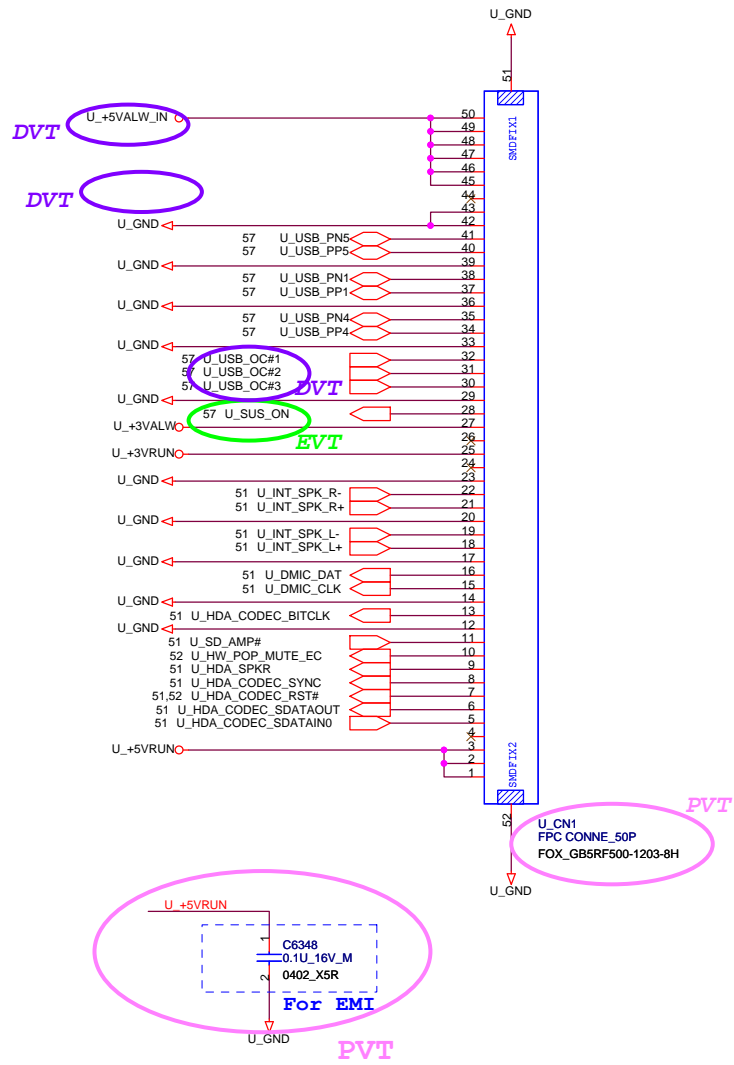 U_GND
51
SMDFIX1
U_+5VALW_IN
DVT
50
49
48
47
46
45
DVT
44
43
U_GND 42
57 U_USB_PN5 41
57 U_USB_PP5 40
U_GND 39
57 U_USB_PN1 38
57 U_USB_PP1 37
U_GND 36
57 U_USB_PN4 35
57 U_USB_PP4 34
U_GND 33
57 U_USB_OC#1 32
57 U_USB_OC#2 31
57 U_USB_OC#3 DVT 30
U_GND 29
57 U_SUS_ON 28
U_+3VALW 27
EVT 26
U_+3VRUN 25
24
U_GND 23
51 U_INT_SPK_R- 22
51 U_INT_SPK_R+ 21
U_GND 20
51 U_INT_SPK_L- 19
51 U_INT_SPK_L+ 18
U_GND 17
51 U_DMIC_DAT 16
51 U_DMIC_CLK 15
U_GND 14
51 U_HDA_CODEC_BITCLK 13
U_GND 12
51 U_SD_AMP# 11
52 U_HW_POP_MUTE_EC 10
51 U_HDA_SPKR 9
51 U_HDA_CODEC_SYNC 8
51,52 U_HDA_CODEC_RST# 7
51 U_HDA_CODEC_SDATAOUT 6
51 U_HDA_CODEC_SDATAIN0 5
4
U_+5VRUN 3
2
1
SMDFIX2
52
PVT
U_CN1
FPC CONNE_50P
FOX_GB5RF500-1203-8H
U_GND
U_+5VRUN
1
C6348
0.1U_16V_M
2
0402_X5R
For EMI
U_GND
PVT